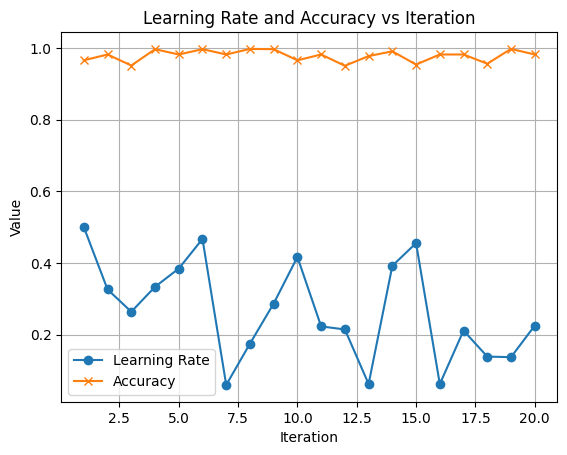 Learning Rate and Accuracy vs Iteration
1.0
0.8
0.6
0.4
0.2
Value
Learning Rate
Accuracy
2.5 5.0 7.5 10.0 12.5 15.0 17.5 20.0
Iteration